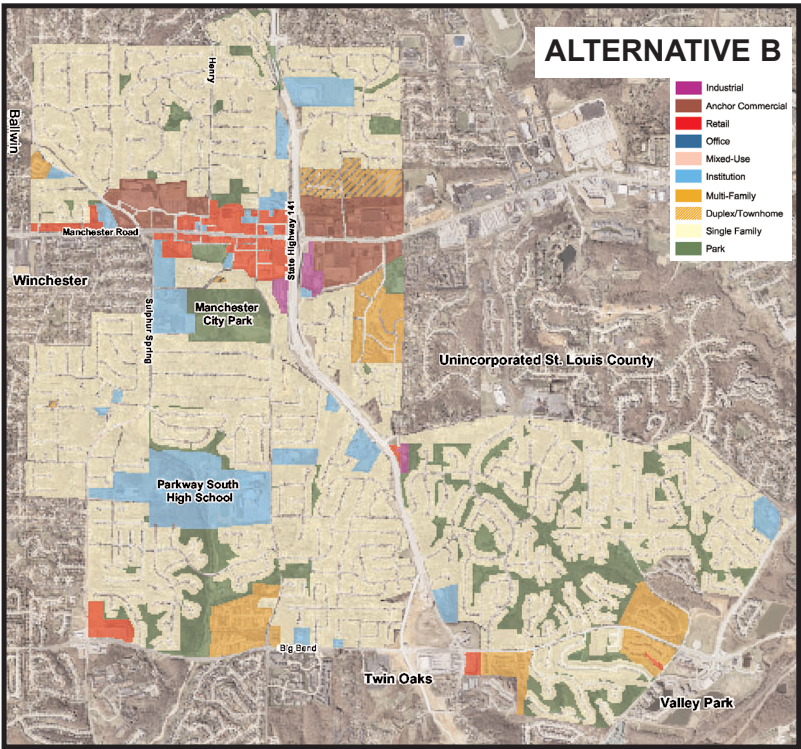 ALTERNATIVE B
Industrial
Anchor Commercial
Retail
Office
Mixed-Use
Institution
Multi-Family
Duplex/Townhome
Single Family
Park
Henry
Ballwin
State Highway 141
Manchester Road
Winchester
Sulphur Spring
Manchester
City Park
Unincorporated St. Louis County
Parkway South
High School
Big Bend
Twin Oaks
Valley Park